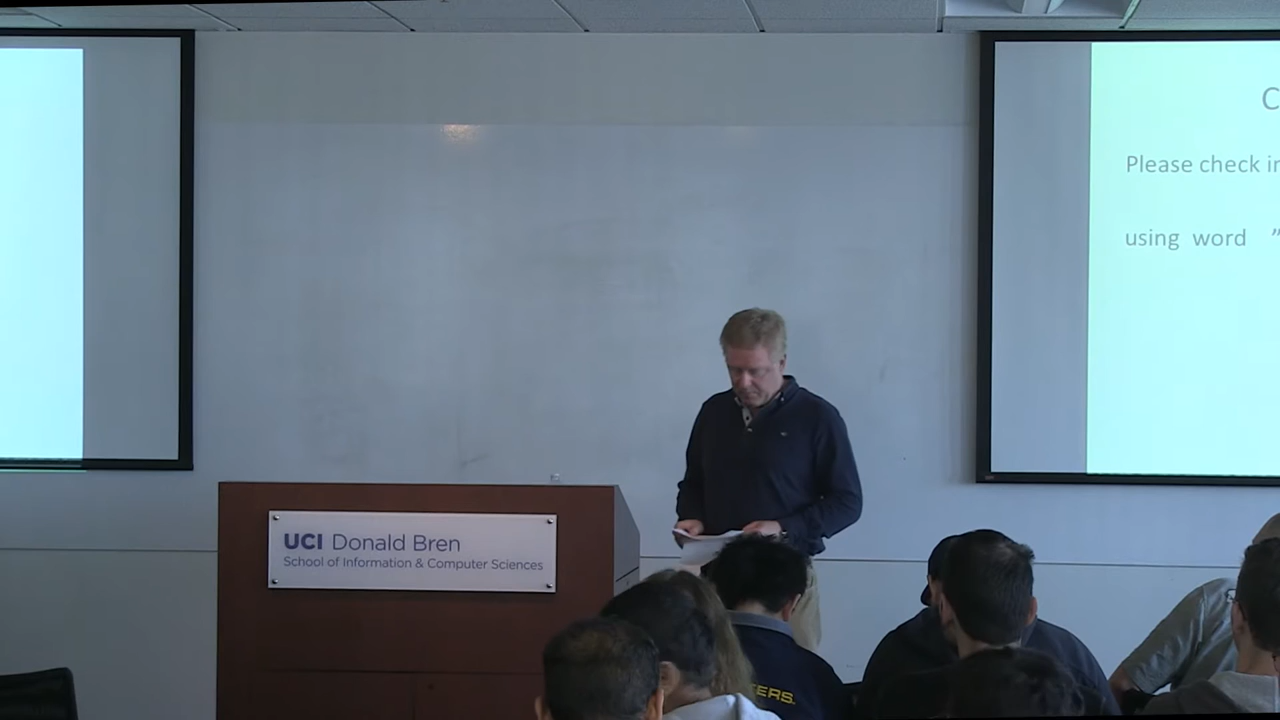 Please check in
using word "
UCI Donald Bren
School of Information & Computer Sciences
ERS